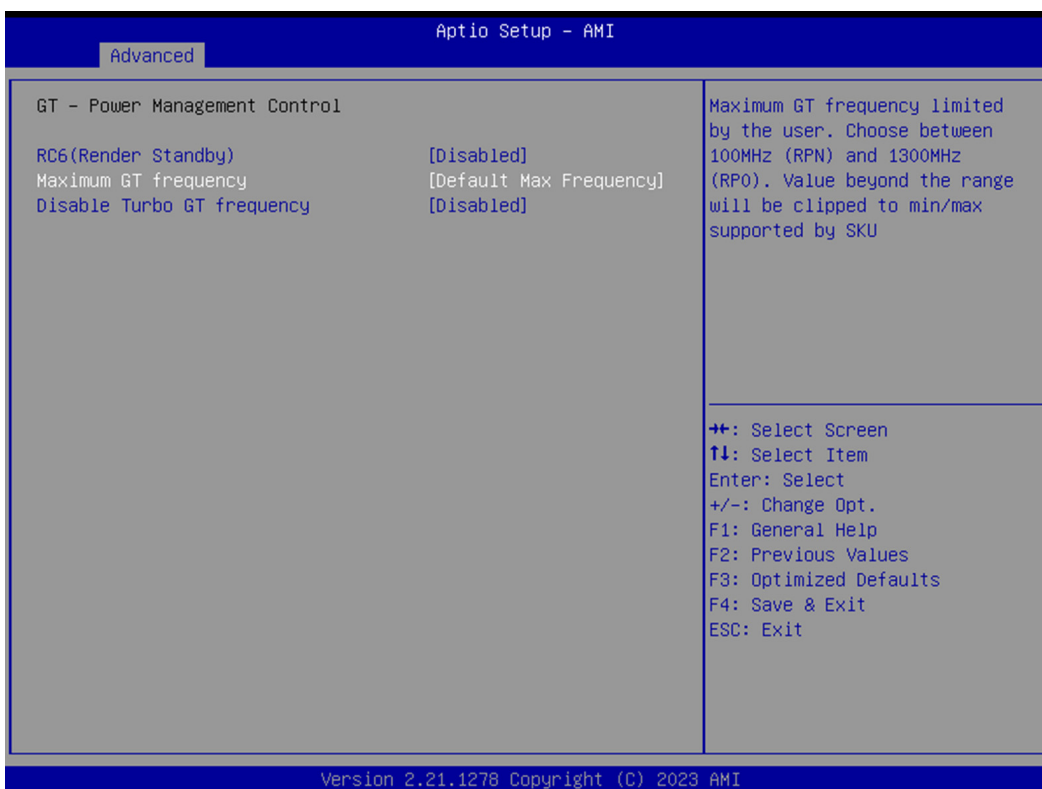 Aptio Setup – AMI
Advanced
GT – Power Management Control
RC6(Render Standby) [Disabled]
Maximum GT frequency [Default Max Frequency]
Disable Turbo GT frequency [Disabled]
Maximum GT frequency limited
by the user. Choose between
100MHz (RPN) and 1300MHz
(RP0). Value beyond the range
will be clipped to min/max
supported by SKU
→←: Select Screen
↑↓: Select Item
Enter: Select
+/-: Change Opt.
F1: General Help
F2: Previous Values
F3: Optimized Defaults
F4: Save & Exit
ESC: Exit
Version 2.21.1278 Copyright (C) 2023 AMI